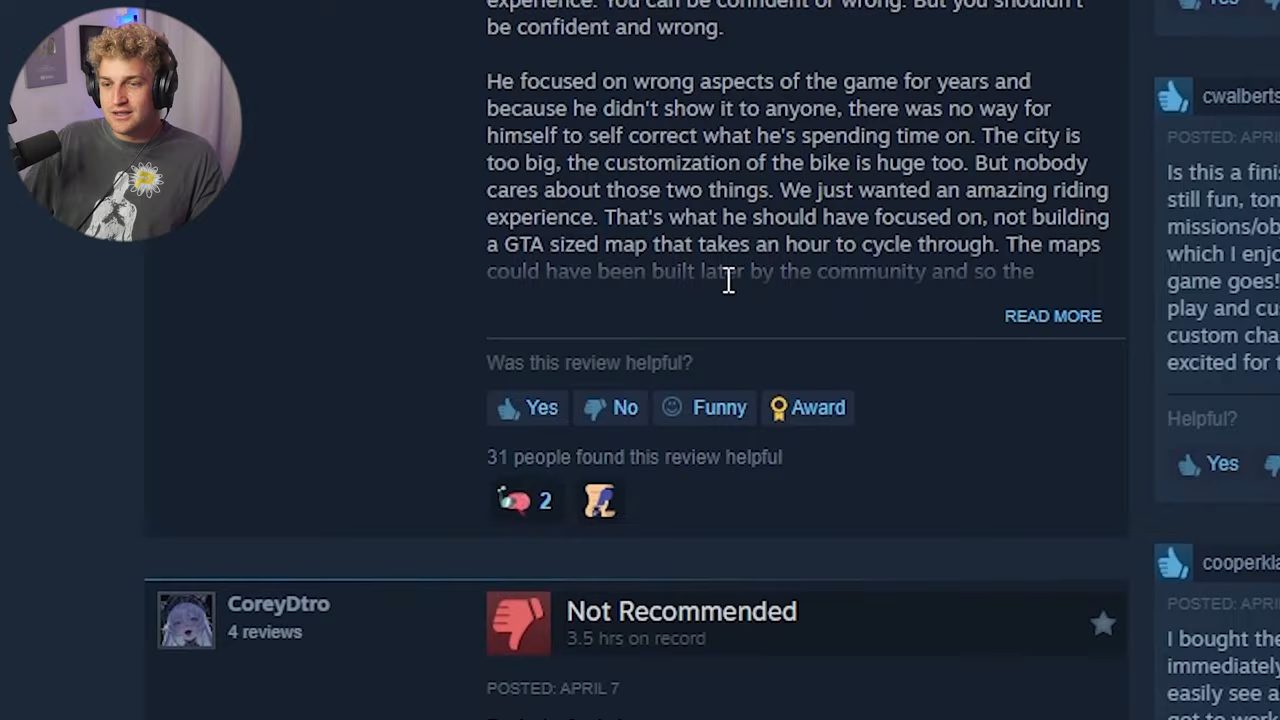 experience. You can be confident or wrong. But you shouldn't
be confident and wrong.
He focused on wrong aspects of the game for years and
because he didn't show it to anyone, there was no way for
himself to self correct what he's spending time on. The city is
too big, the customization of the bike is huge too. But nobody
cares about those two things. We just wanted an amazing riding
experience. That's what he should have focused on, not building
a GTA sized map that takes an hour to cycle through. The maps
could have been built later by the community and so the
READ MORE
Was this review helpful?
Yes
No
Funny
Award
31 people found this review helpful
2
CoreyDtro
4 reviews
Not Recommended
3.5 hrs on record
POSTED: APRIL 7
Yes
cwalberts
POSTED: APRI
Is this a fini
still fun, ton
missions/ob
which I enjo
game goes!
play and cu
custom cha
excited for t
Helpful?
Yes
cooperkla
POSTED: APRI
I bought the
immediately
easily see a